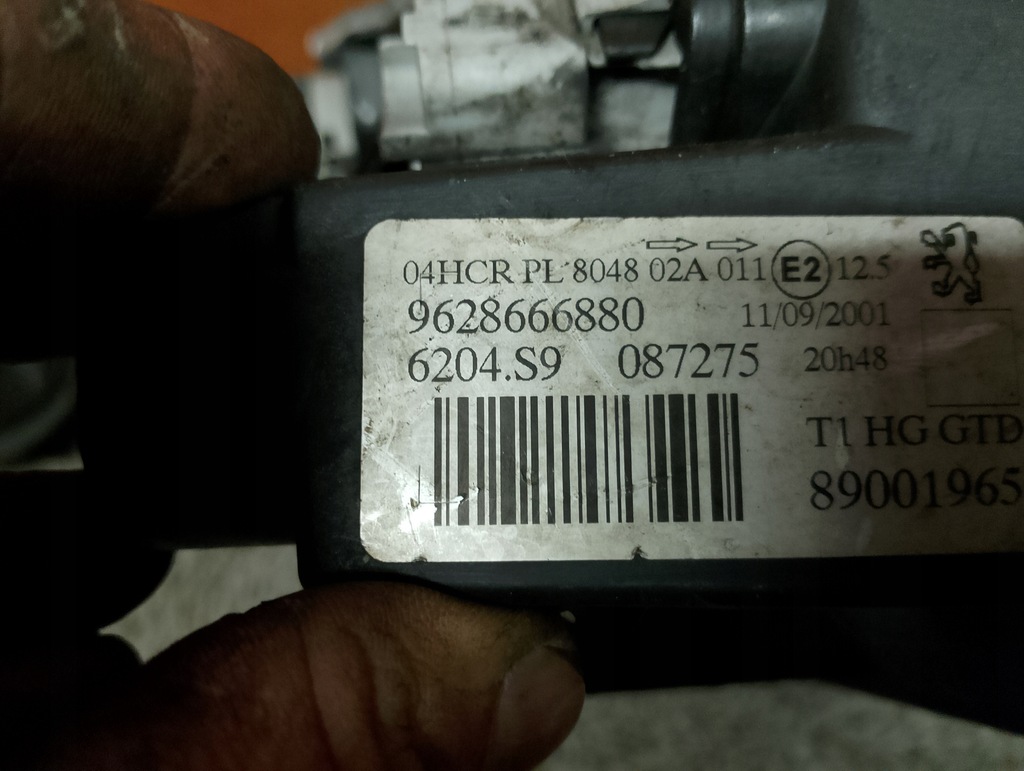 04HCR PL 8048 02A 011 E2 12.5
9628666880 11/09/2001
6204.S9 087275 20h48
T1 HG GTD
89001965